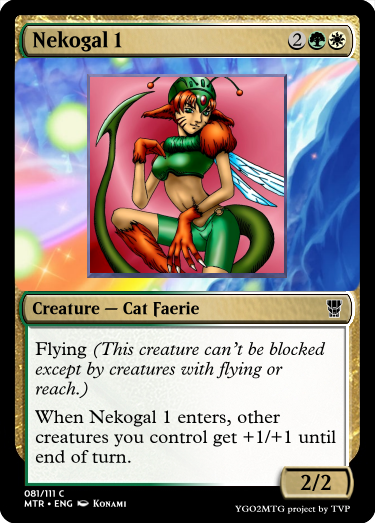 Nekogal 1 2
Creature — Cat Faerie
Flying (This creature can't be blocked
except by creatures with flying or
reach.)
When Nekogal 1 enters, other
creatures you control get +1/+1 until
end of turn.
2/2
081/111 C
MTR • ENG Konami
YGO2MTG project by TVP